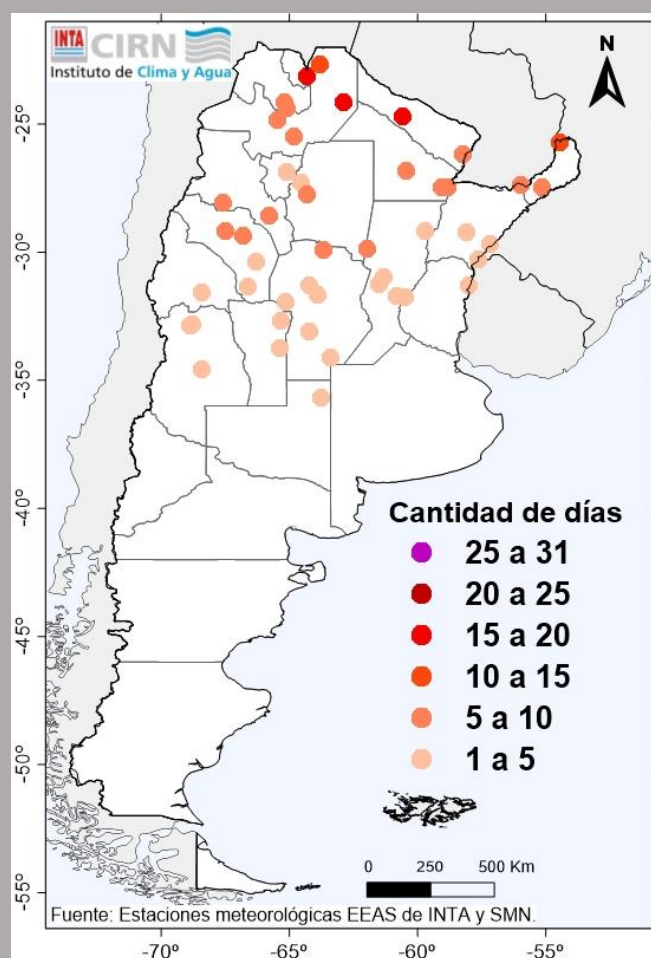 INTA CIRN
Instituto de Clima y Agua
N
-25°
-30°
-35°
-40°
-45°
-50°
-55°
Cantidad de días
25 a 31
20 a 25
15 a 20
10 a 15
5 a 10
1 a 5
0 250 500 Km
Fuente: Estaciones meteorológicas EEAS de INTA y SMN.
-70° -65° -60° -55°